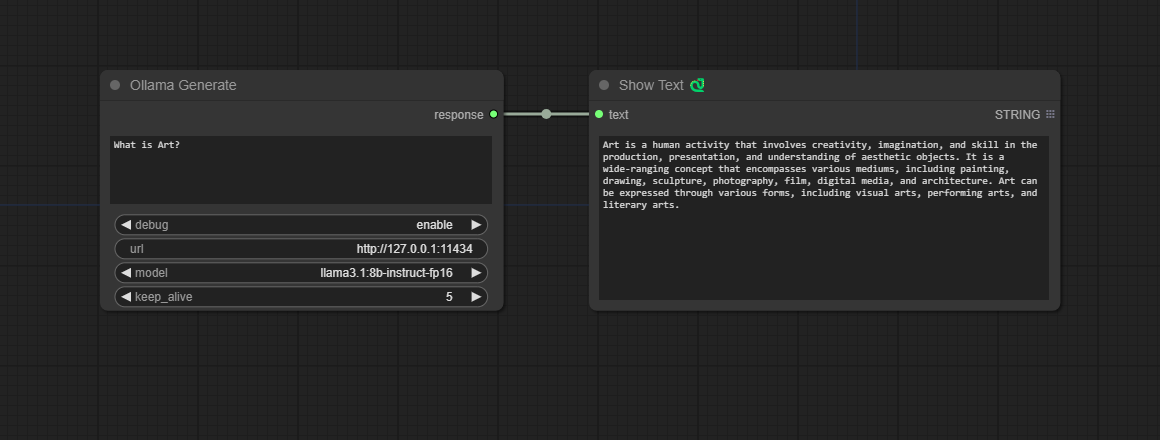 Ollama Generate
response
What is Art?
debug
enable
url
http://127.0.0.1:11434
model
llama3.1:8b-instruct-fp16
keep_alive
5
Show Text
text
STRING
Art is a human activity that involves creativity, imagination, and skill in the
production, presentation, and understanding of aesthetic objects. It is a
wide-ranging concept that encompasses various mediums, including painting,
drawing, sculpture, photography, film, digital media, and architecture. Art can
be expressed through various forms, including visual arts, performing arts, and
literary arts.